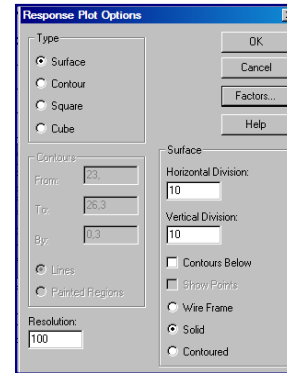 Response Plot Options
Type
Surface
Contour
Square
Cube
OK
Cancel
Factors...
Help
Contours
From: 23,
To: 26,3
By: 0,3
Lines
Painted Regions
Resolution:
100
Surface
Horizontal Division:
10
Vertical Division:
10
Contours Below
Show Points
Wire Frame
Solid
Contoured